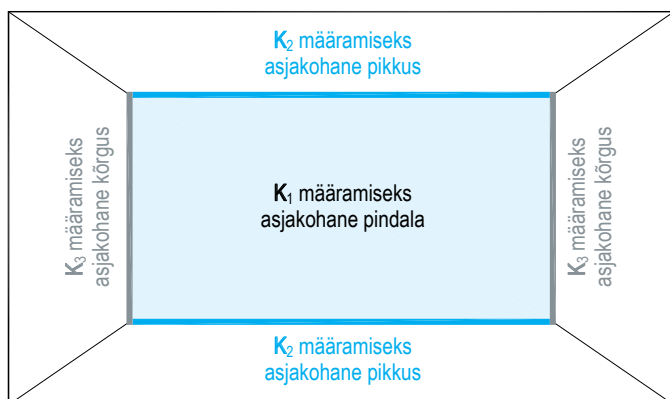 K₂ määramiseks
asjakohane pikkus
K₃ määramiseks
asjakohane kõrgus
K₁ määramiseks
asjakohane pindala
K₃ määramiseks
asjakohane kõrgus
K₂ määramiseks
asjakohane pikkus